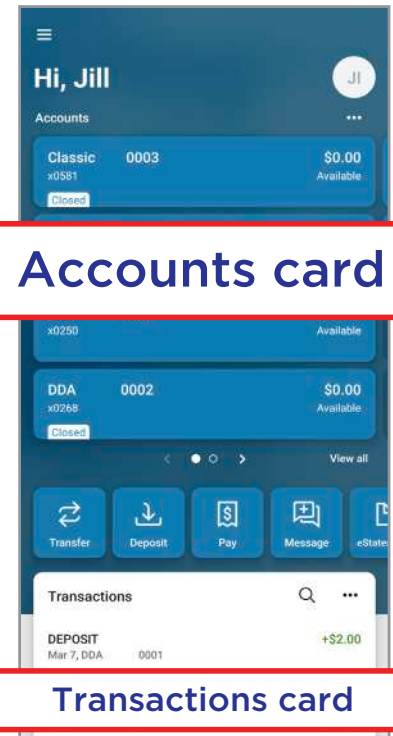 Hi, Jill
JI
Accounts
Classic 0003 $0.00
x0581 Available
Closed
Accounts card
x0250 Available
DDA 0002 $0.00
x0268 Available
Closed
View all
Transfer Deposit Pay Message eState
Transactions
DEPOSIT +$2.00
Mar 7, DDA 0001
Transactions card